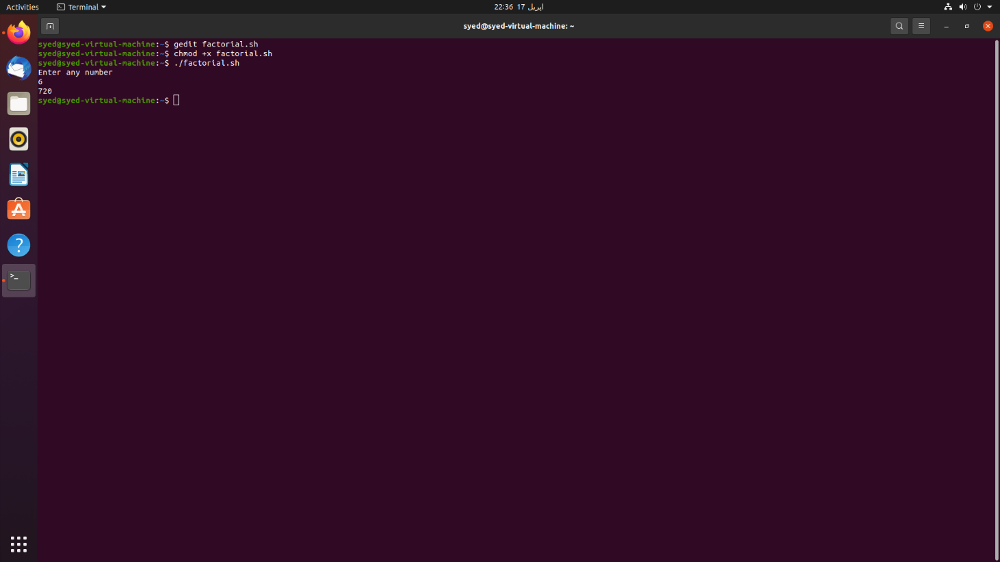 Activities
Terminal
22:36 17 اپریل
syed@syed-virtual-machine: ~
syed@syed-virtual-machine:~$ gedit factorial.sh
syed@syed-virtual-machine:~$ chmod +x factorial.sh
syed@syed-virtual-machine:~$ ./factorial.sh
Enter any number
6
720
syed@syed-virtual-machine:~$